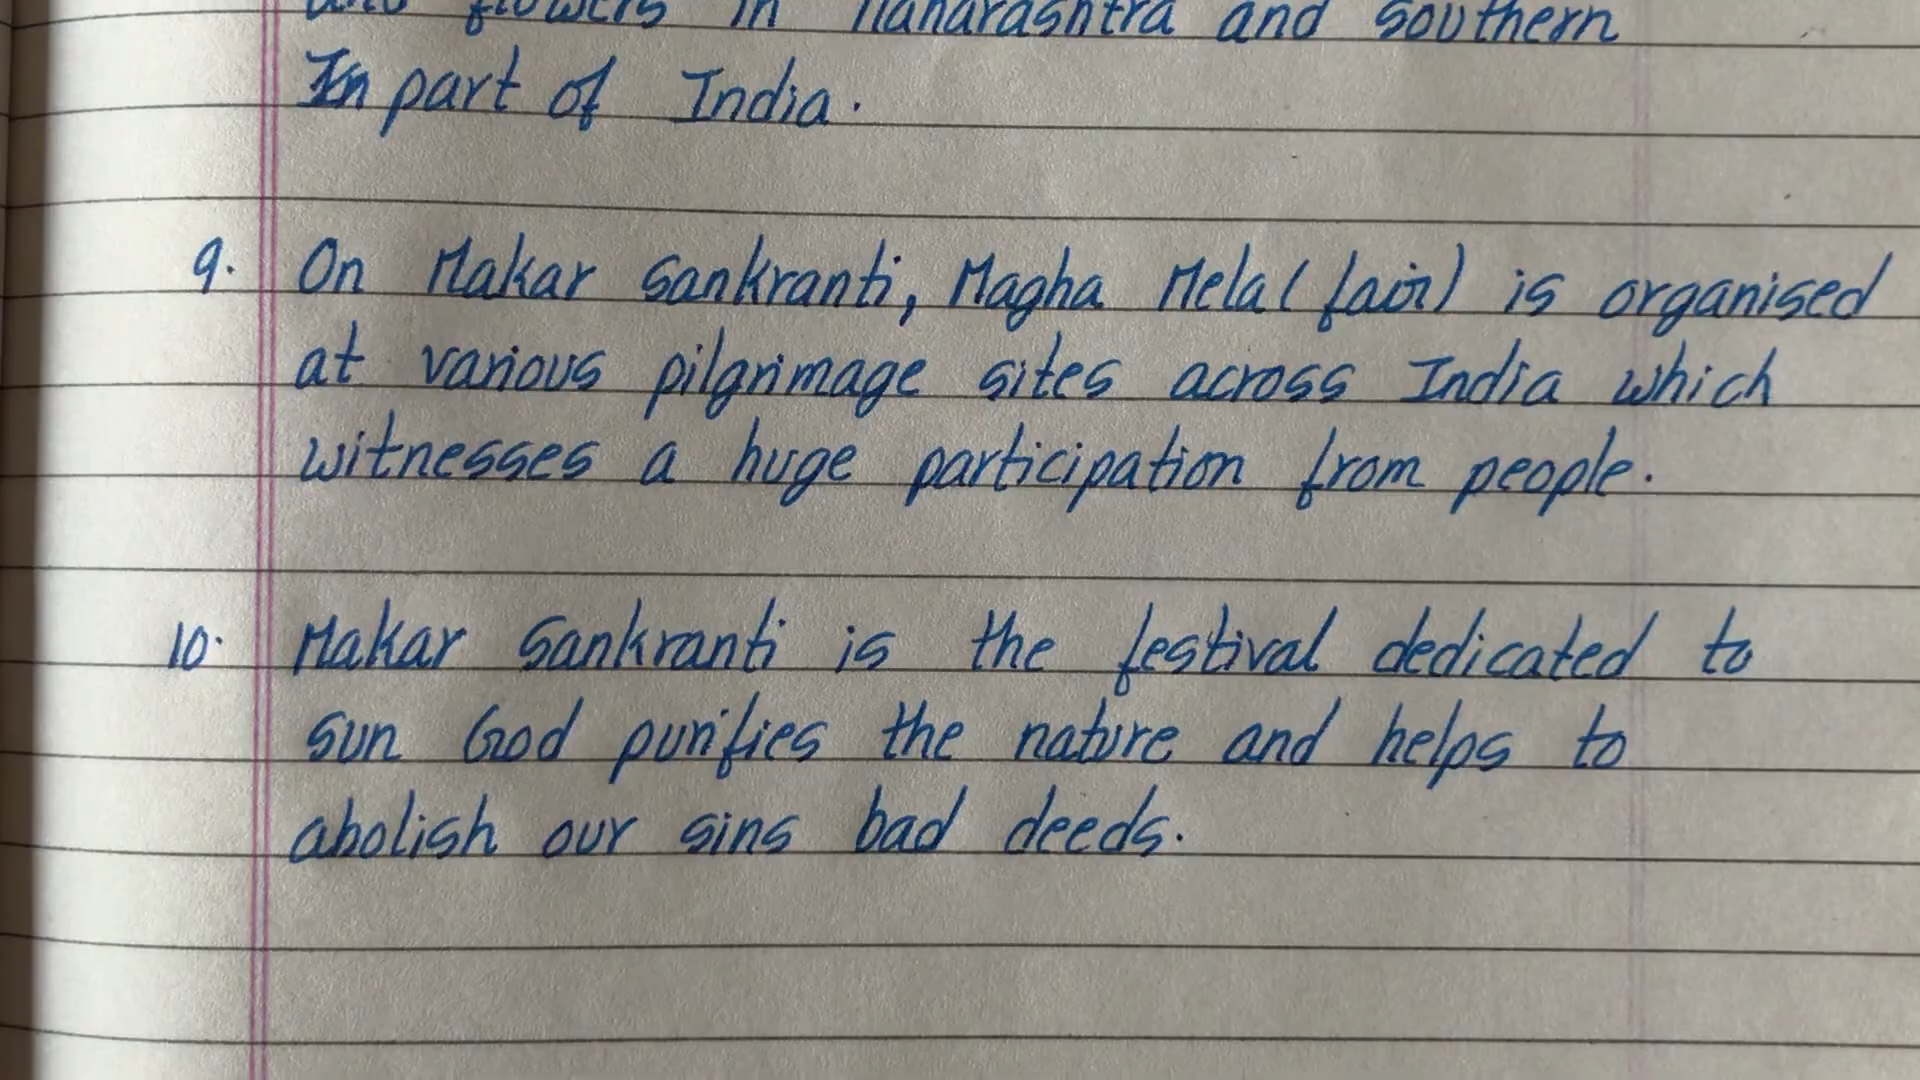 flowers in Maharashtra and Southern
In part of India.
9. On Makar Sankranti, Magha Mela (fair) is organised
at various pilgrimage sites across India which
witnesses a huge participation from people.
10. Makar Sankranti is the festival dedicated to
Sun God purifies the nature and helps to
abolish our sins bad deeds.